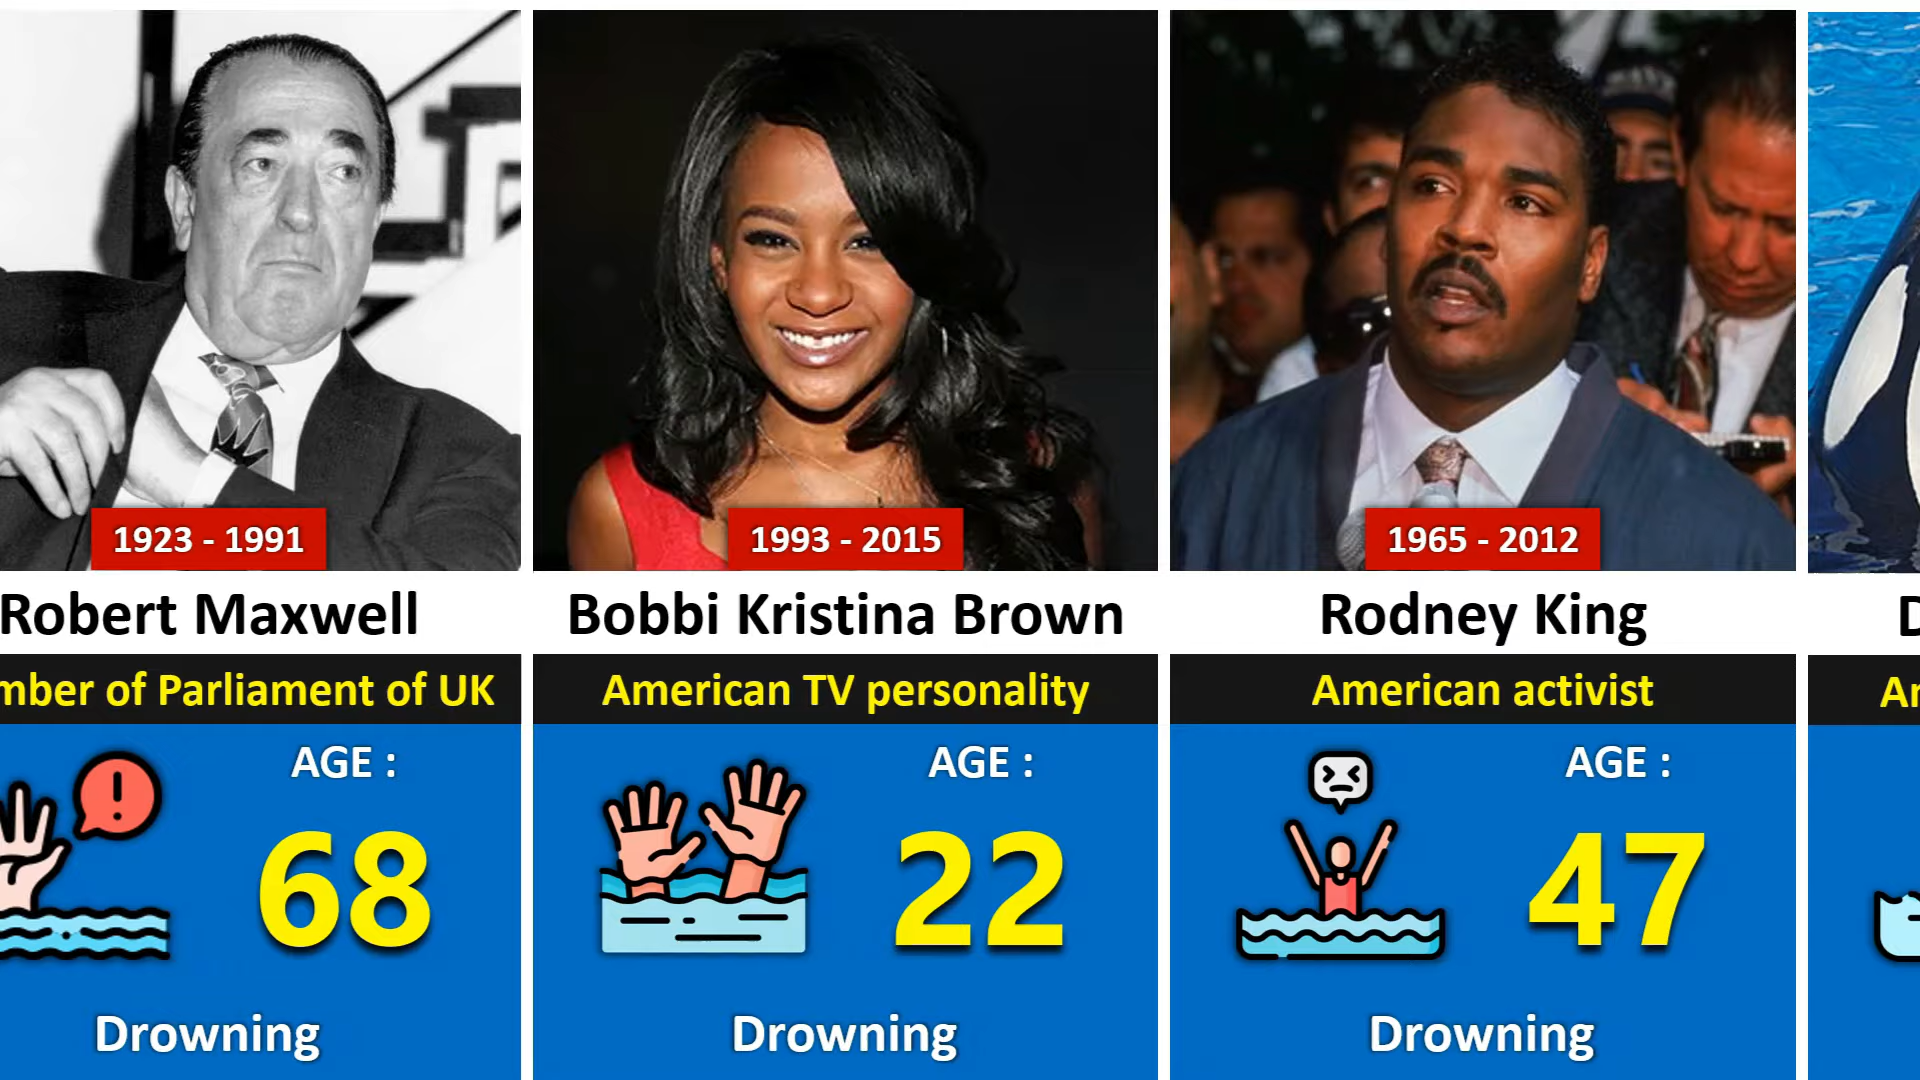 1923 - 1991
Robert Maxwell
mber of Parliament of UK
AGE :
68
Drowning
1993 - 2015
Bobbi Kristina Brown
American TV personality
AGE :
22
Drowning
1965 - 2012
Rodney King
American activist
AGE :
47
Drowning